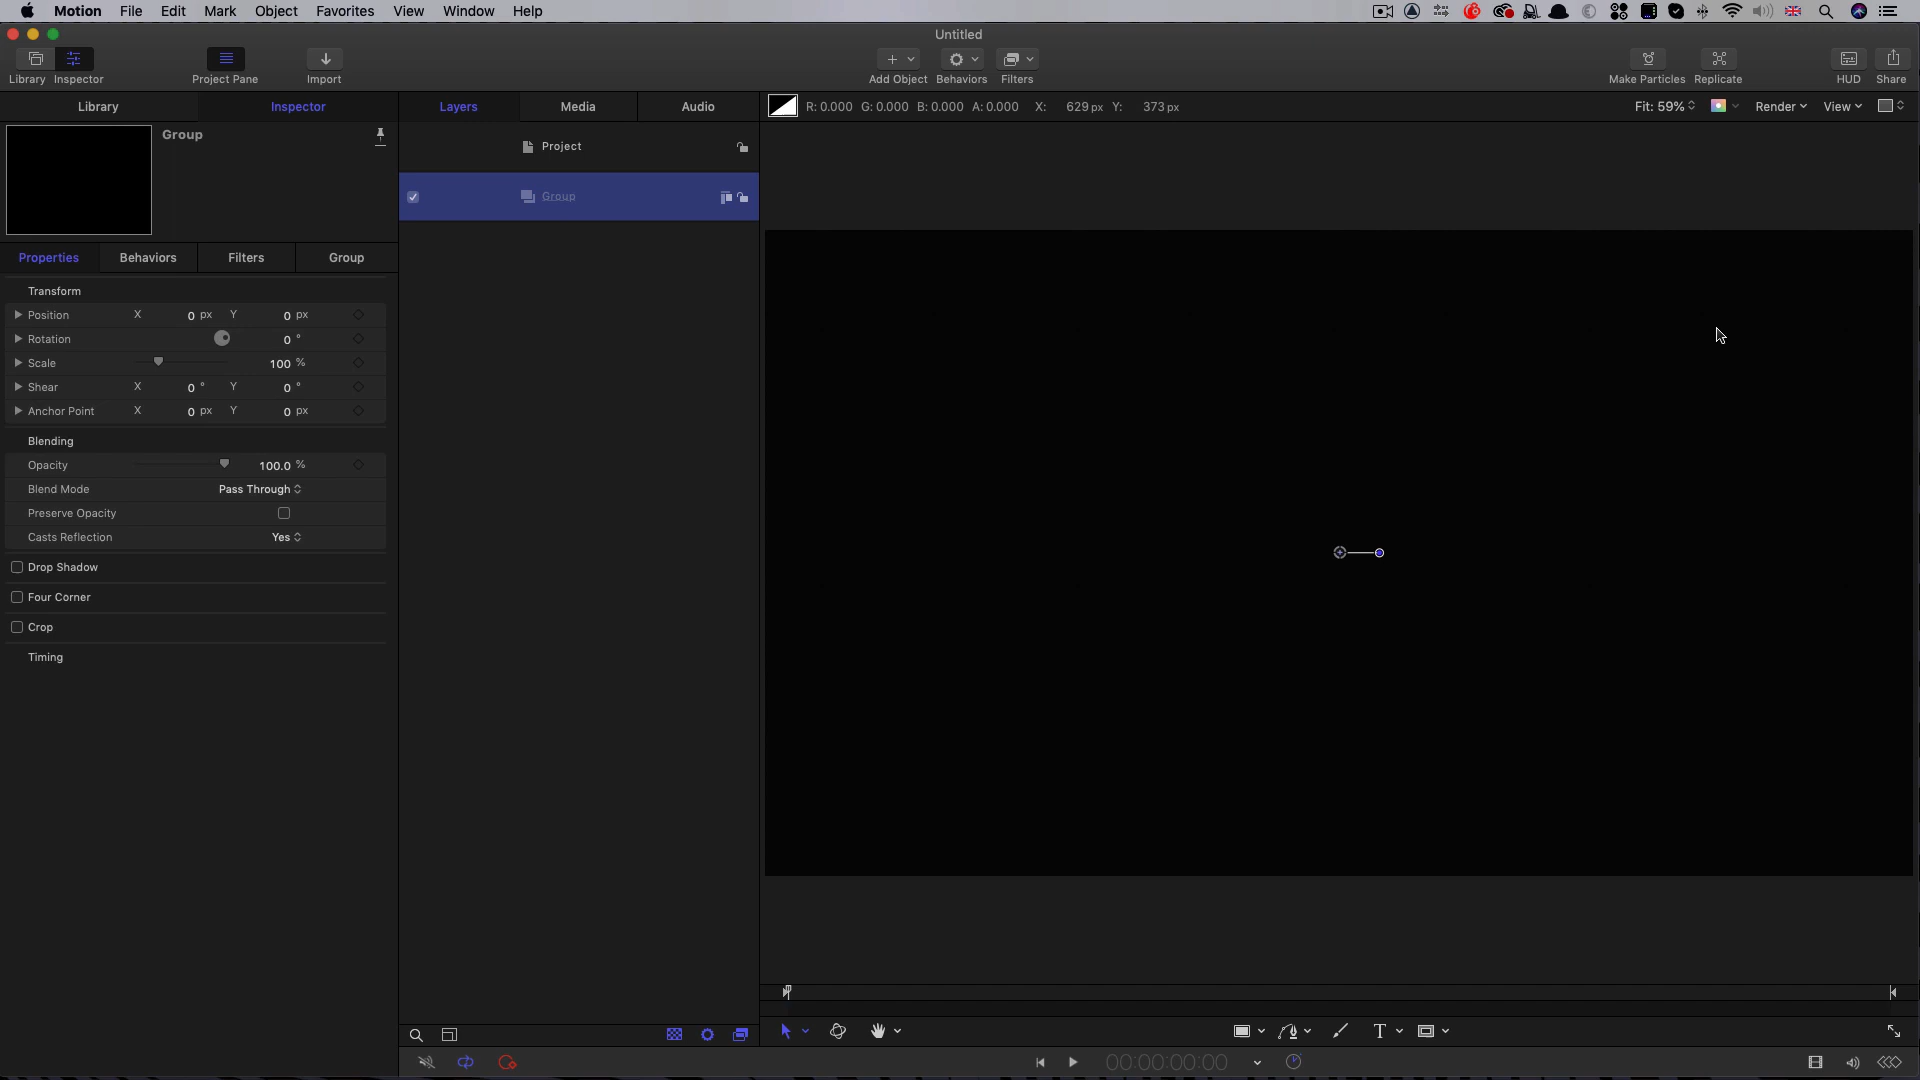 Motion File Edit Mark Object Favorites View Window Help
Untitled
Library Inspector Project Pane Import Add Object Behaviors Filters Make Particles Replicate HUD Share
Library Inspector Layers Media Audio R: 0.000 G: 0.000 B: 0.000 A: 0.000 X: 629 px Y: 373 px Fit: 59% Render View
Group
Project
Group
Properties Behaviors Filters Group
Transform
Position X 0 px Y 0 px
Rotation 0 °
Scale 100 %
Shear X 0 ° Y 0 °
Anchor Point X 0 px Y 0 px
Blending
Opacity 100.0 %
Blend Mode Pass Through
Preserve Opacity
Casts Reflection Yes
Drop Shadow
Four Corner
Crop
Timing
T
00:00:00:00